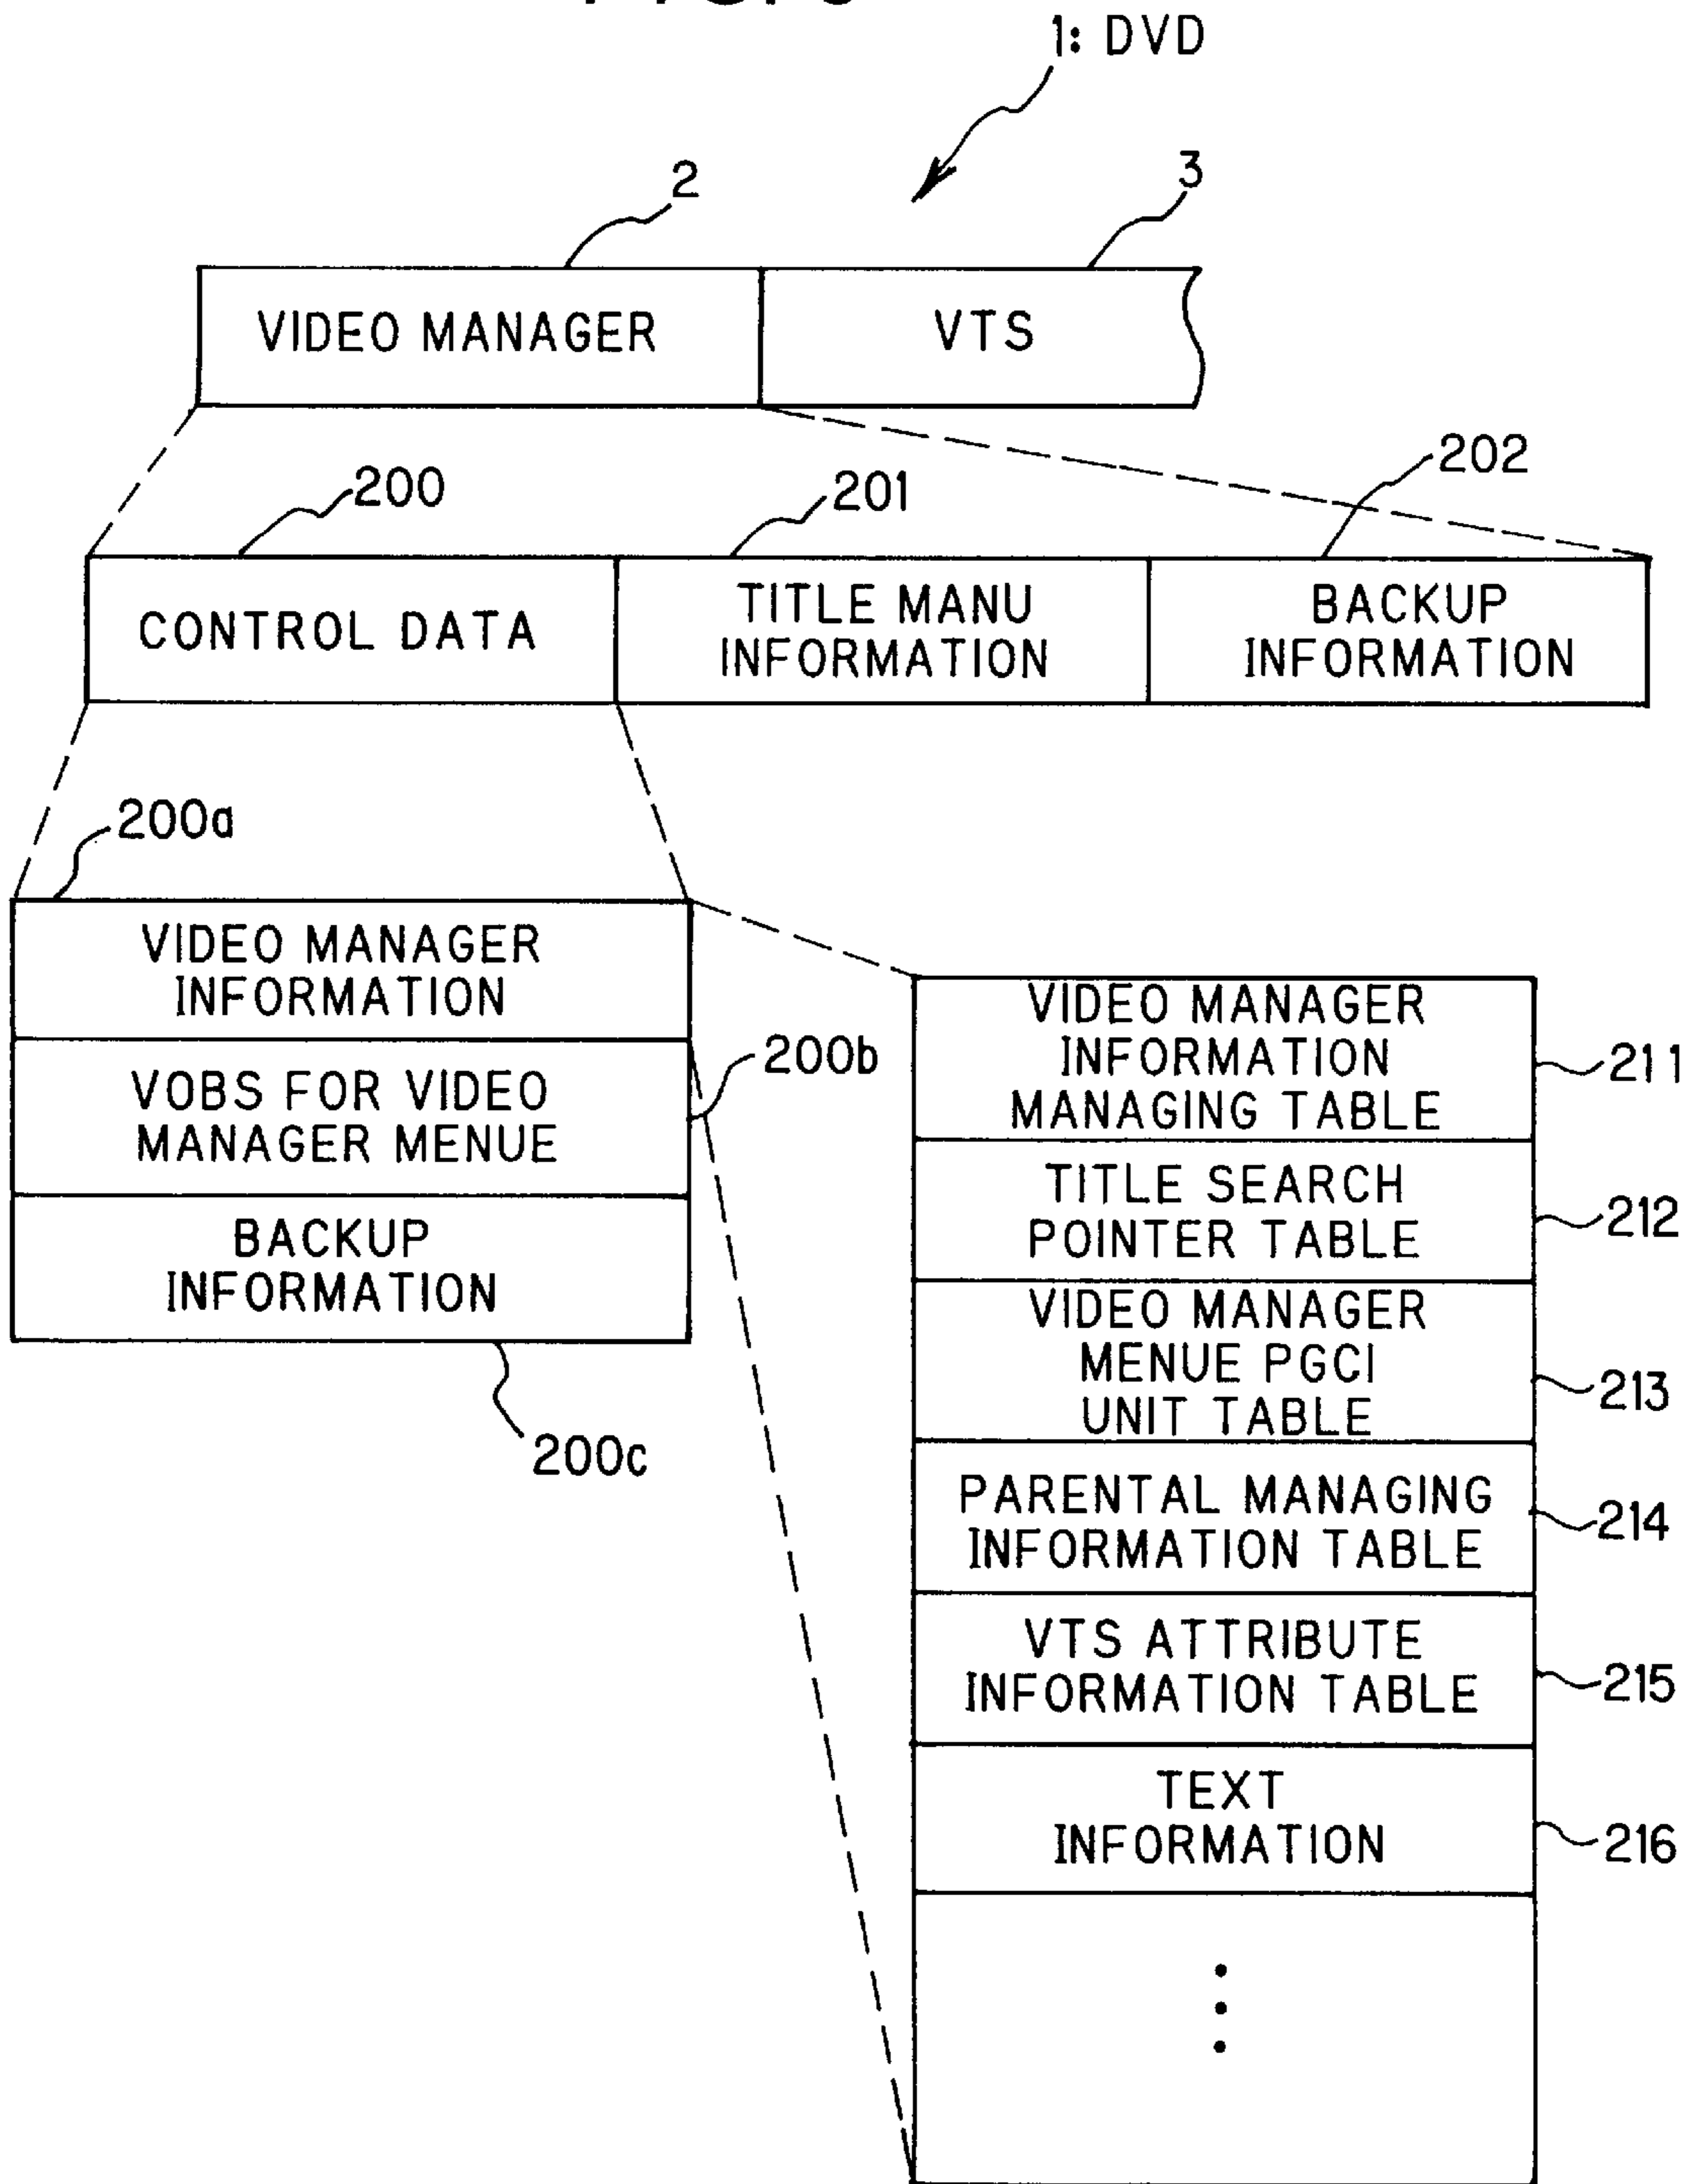 1: DVD
2
3
VIDEO MANAGER
VTS
200
201
202
CONTROL DATA
TITLE MANU
INFORMATION
BACKUP
INFORMATION
200a
VIDEO MANAGER
INFORMATION
200b
VOBS FOR VIDEO
MANAGER MENUE
BACKUP
INFORMATION
200c
VIDEO MANAGER
INFORMATION
MANAGING TABLE
211
TITLE SEARCH
POINTER TABLE
212
VIDEO MANAGER
MENUE PGCI
UNIT TABLE
213
PARENTAL MANAGING
INFORMATION TABLE
214
VTS ATTRIBUTE
INFORMATION TABLE
215
TEXT
INFORMATION
216